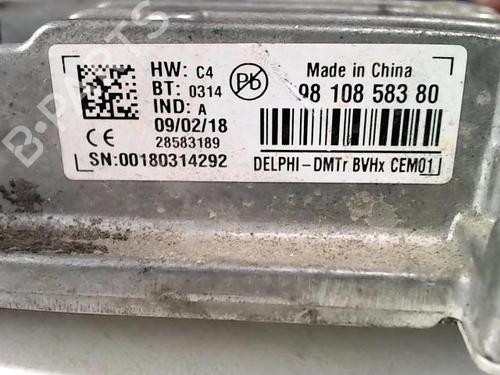 HW: C4
BT: 0314
IND: A
09/02/18
28583189
SN:00180314292
Pb
Made in China
98 108 583 80
DELPHI-DMTr BVHx CEM01
CE
B-PARTS